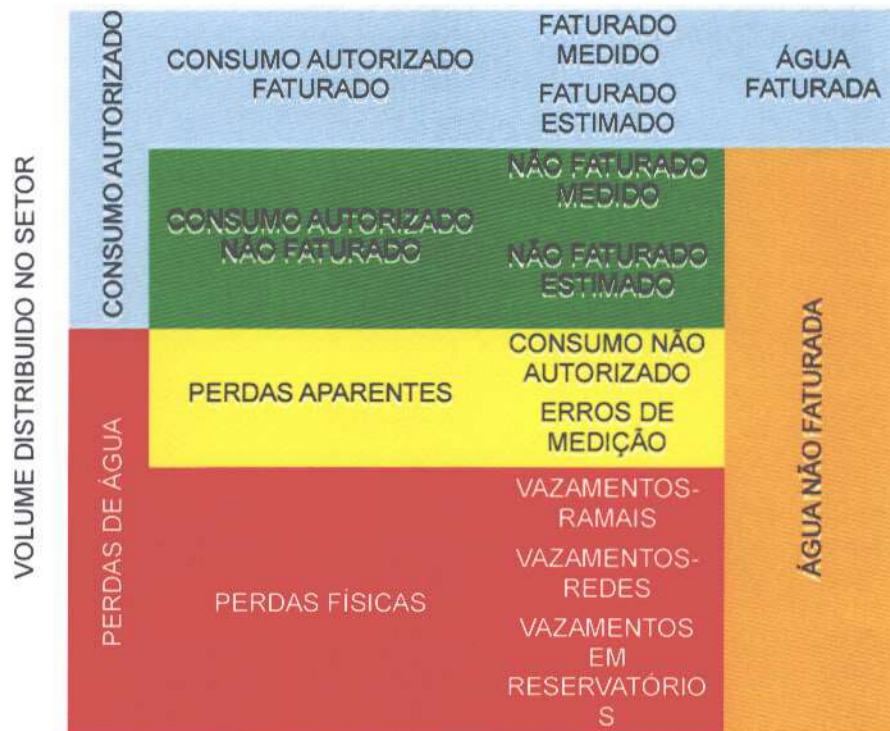 VOLUME DISTRIBUIDO NO SETOR
CONSUMO AUTORIZADO
CONSUMO AUTORIZADO
FATURADO
FATURADO
MEDIDO
FATURADO
ESTIMADO
ÁGUA
FATURADA
CONSUMO AUTORIZADO
NÃO FATURADO
NÃO FATURADO
MEDIDO
NÃO FATURADO
ESTIMADO
ÁGUA NÃO FATURADA
PERDAS DE ÁGUA
PERDAS APARENTES
CONSUMO NÃO
AUTORIZADO
ERROS DE
MEDIÇÃO
PERDAS FÍSICAS
VAZAMENTOS-
RAMAIS
VAZAMENTOS-
REDES
VAZAMENTOS
EM
RESERVATÓRIO
S